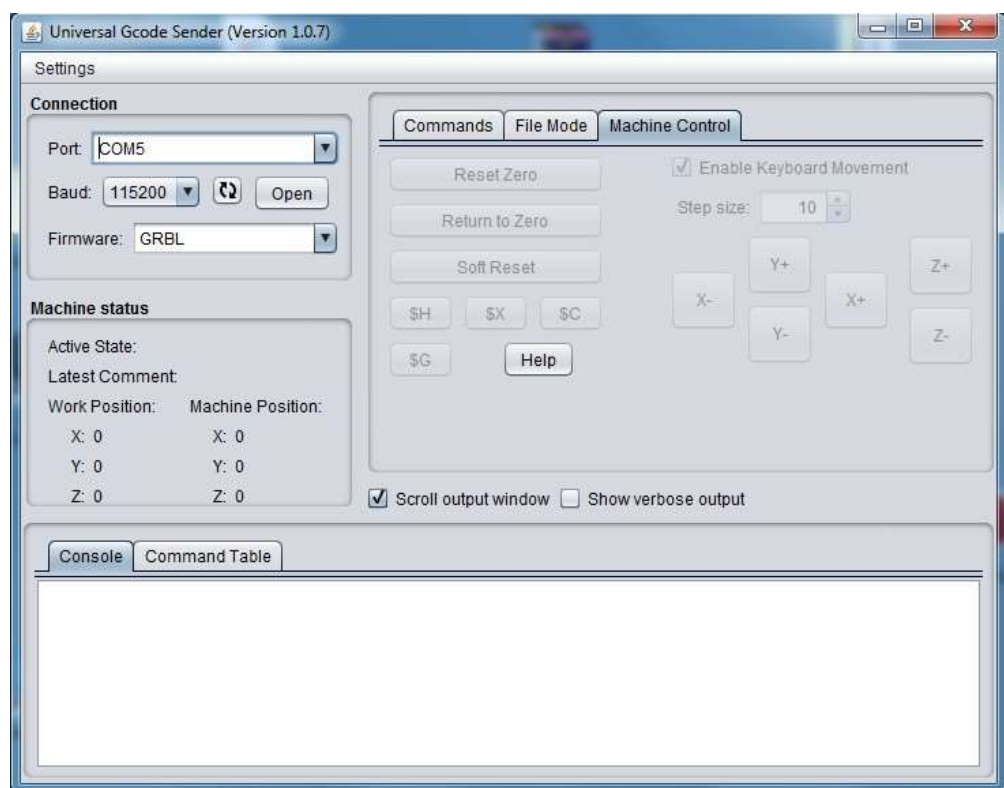 Universal Gcode Sender (Version 1.0.7)
Settings
Connection
Port: COM5
Baud: 115200 Open
Firmware: GRBL
Machine status
Active State:
Latest Comment:
Work Position: Machine Position:
X: 0 X: 0
Y: 0 Y: 0
Z: 0 Z: 0
Commands File Mode Machine Control
Reset Zero
Return to Zero
Soft Reset
$H $X $C
$G Help
Enable Keyboard Movement
Step size: 10
Y+ Z+
X- X+
Y- Z-
Scroll output window Show verbose output
Console Command Table